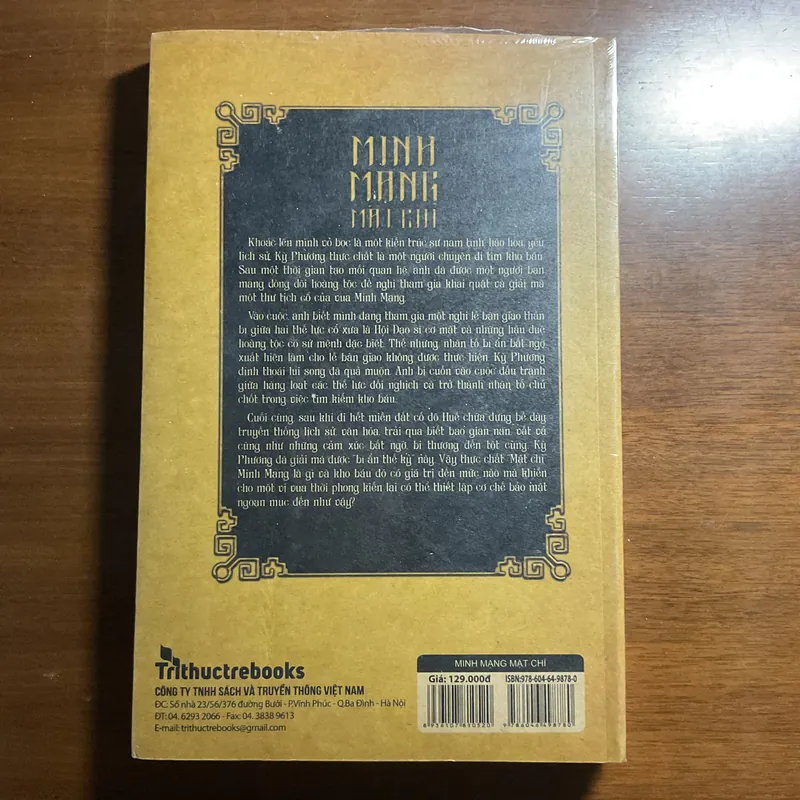 MINH
MẠNG
MẬT CHỈ
Khoác lên mình vỏ bọc là một kiến trúc sư nam tính, hào hoa, yêu
lịch sử, Kỳ Phương thực chất là một người chuyên đi tìm kho báu.
Sau một thời gian tạo mối quan hệ, anh đã được một người bạn
mang dòng dõi hoàng tộc đề nghị tham gia khai quật và giải mã
một thư tịch cổ của vua Minh Mạng.
Vào cuộc, anh biết mình đang tham gia một nghi lễ bàn giao thần
bí giữa hai thế lực cổ xưa là Hội Đạo sĩ cơ mật và những hậu duệ
hoàng tộc có sứ mệnh đặc biệt. Thế nhưng, nhân tố bí ẩn bất ngờ
xuất hiện làm cho lễ bàn giao không được thực hiện. Kỳ Phương
định thoái lui song đã quá muộn. Anh bị cuốn vào cuộc đấu tranh
giữa hàng loạt các thế lực đối nghịch và trở thành nhân tố chủ
chốt trong việc tìm kiếm kho báu.
Cuối cùng, sau khi đi hết miền đất cố đô Huế chứa đựng bề dày
truyền thống lịch sử, văn hóa, trải qua biết bao gian nan, vất vả
cũng như những cảm xúc bất ngờ, bi thương đến tột cùng, Kỳ
Phương đã giải mã được "bí ẩn thế kỷ" này. Vậy thực chất "Mật chỉ"
Minh Mạng là gì và kho báu đó có giá trị đến mức nào mà khiến
cho một vị vua thời phong kiến lại có thể thiết lập cơ chế bảo mật
ngoạn mục đến như vậy?
Trithuctrebooks
CÔNG TY TNHH SÁCH VÀ TRUYỀN THÔNG VIỆT NAM
ĐC: Số nhà 23/56/376 đường Bưởi - P.Vĩnh Phúc - Q.Ba Đình - Hà Nội
ĐT: 04. 6293 2066 - Fax: 04. 3838 9613
E-mail: trithuctrebooks@gmail.com
MINH MẠNG MẬT CHỈ
Giá: 129.000đ
ISBN:978-604-64-9878-0
8 936107 810520
9 786046 498780